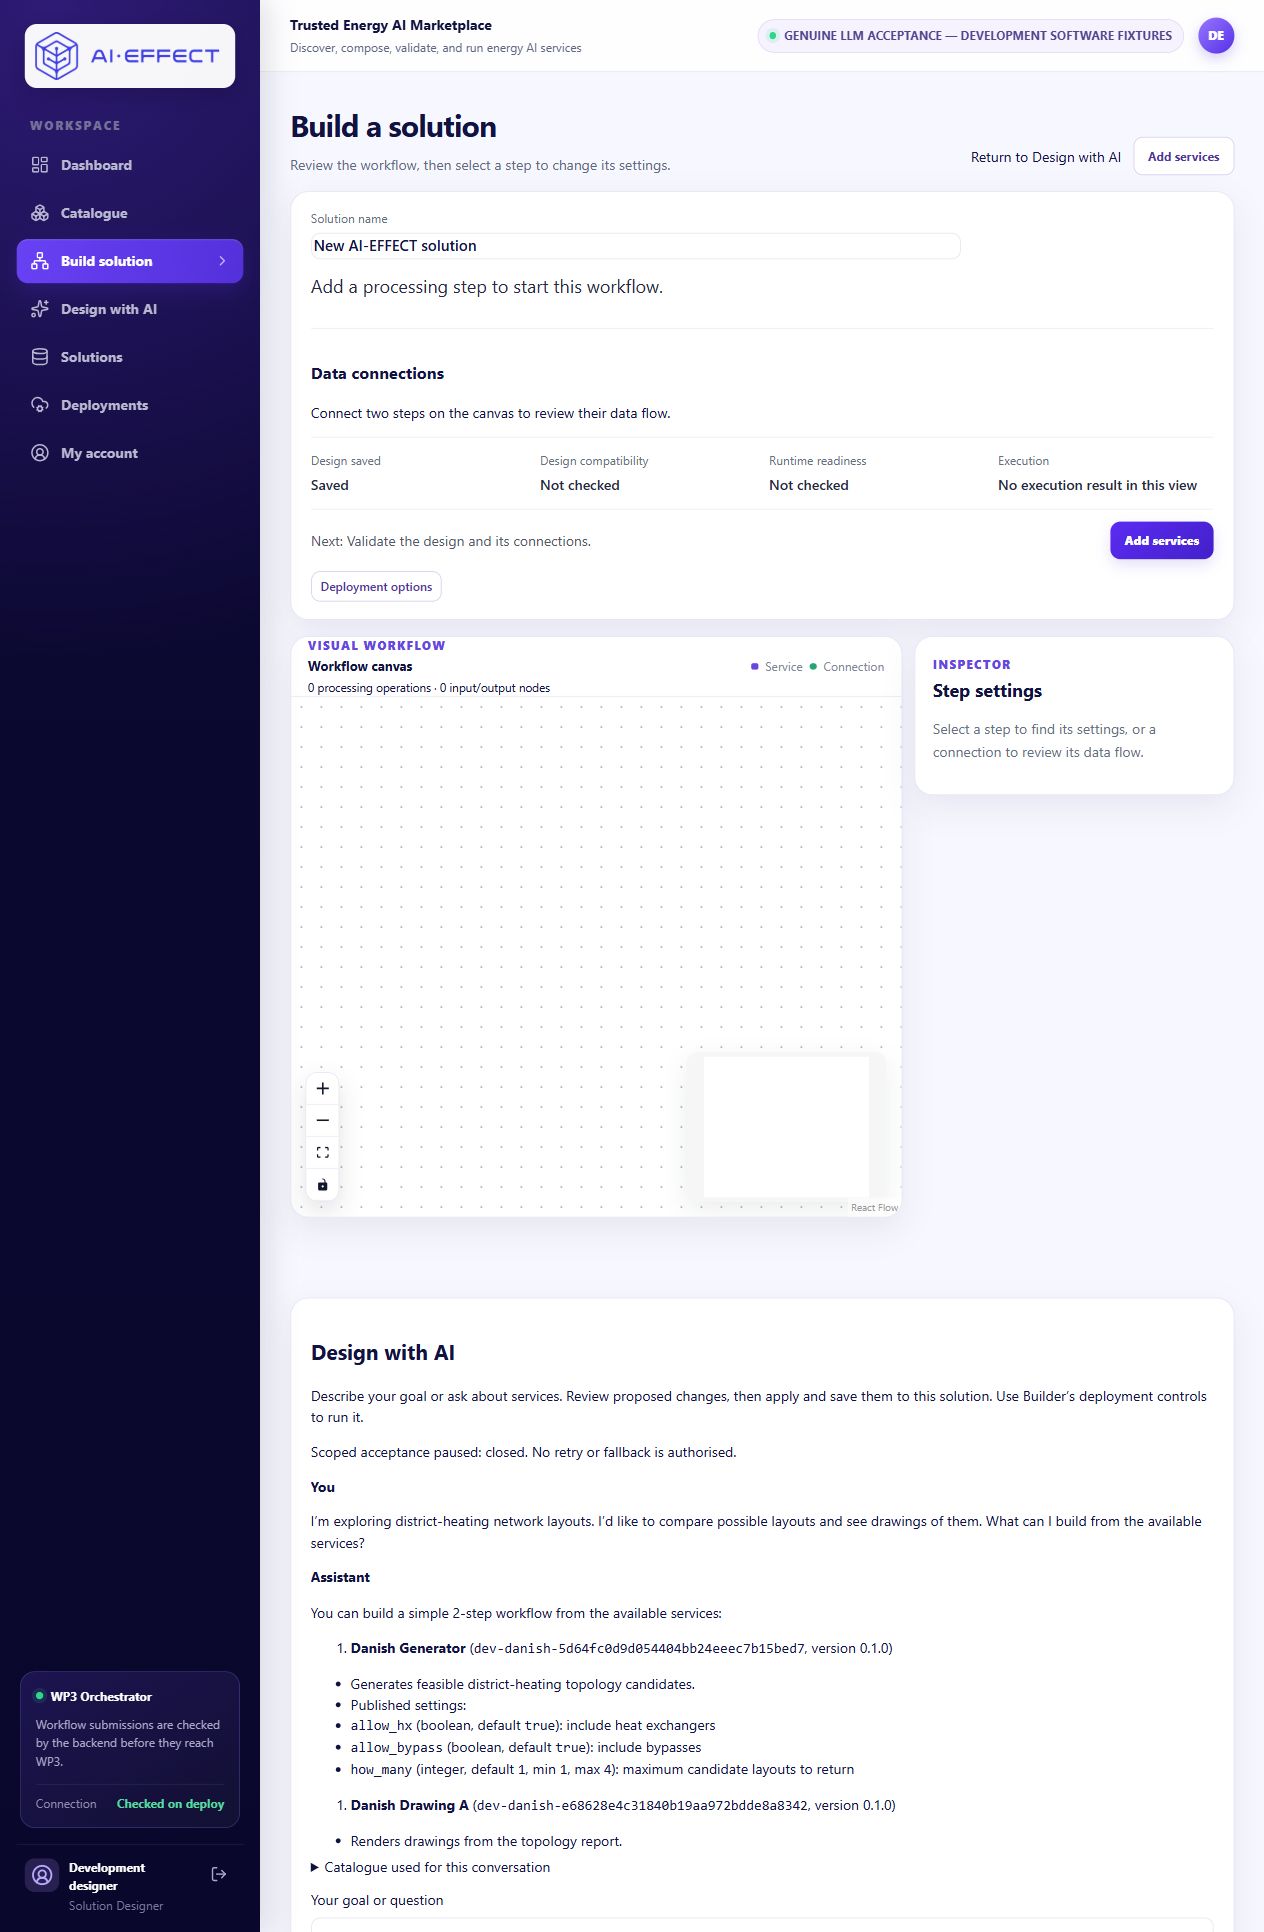 AI·EFFECT
WORKSPACE
Dashboard
Catalogue
Build solution
Design with AI
Solutions
Deployments
My account
WP3 Orchestrator
Workflow submissions are checked
by the backend before they reach
WP3.
Connection Checked on deploy
Development
designer
Solution Designer
Trusted Energy AI Marketplace
Discover, compose, validate, and run energy AI services
GENUINE LLM ACCEPTANCE — DEVELOPMENT SOFTWARE FIXTURES
DE
Build a solution
Review the workflow, then select a step to change its settings.
Return to Design with AI
Add services
Solution name
New AI-EFFECT solution
Add a processing step to start this workflow.
Data connections
Connect two steps on the canvas to review their data flow.
Design saved Design compatibility Runtime readiness Execution
Saved Not checked Not checked No execution result in this view
Next: Validate the design and its connections.
Add services
Deployment options
VISUAL WORKFLOW
Workflow canvas
Service Connection
0 processing operations · 0 input/output nodes
React Flow
INSPECTOR
Step settings
Select a step to find its settings, or a
connection to review its data flow.
Design with AI
Describe your goal or ask about services. Review proposed changes, then apply and save them to this solution. Use Builder’s deployment controls
to run it.
Scoped acceptance paused: closed. No retry or fallback is authorised.
You
I’m exploring district-heating network layouts. I’d like to compare possible layouts and see drawings of them. What can I build from the available
services?
Assistant
You can build a simple 2-step workflow from the available services:
1. Danish Generator (dev-danish-5d64fc0d9d054404bb24eeec7b15bed7, version 0.1.0)
• Generates feasible district-heating topology candidates.
• Published settings:
• allow_hx (boolean, default true): include heat exchangers
• allow_bypass (boolean, default true): include bypasses
• how_many (integer, default 1, min 1, max 4): maximum candidate layouts to return
1. Danish Drawing A (dev-danish-e68628e4c31840b19aa972bdde8a8342, version 0.1.0)
• Renders drawings from the topology report.
▶ Catalogue used for this conversation
Your goal or question